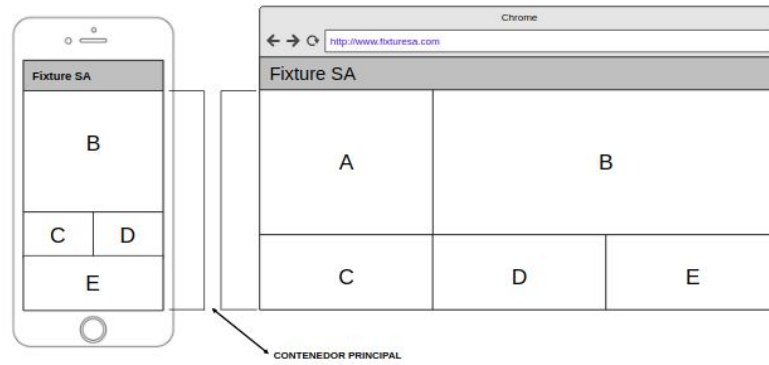 Fixture SA
B
C D
E
Chrome
http://www.fixturesa.com
Fixture SA
A B
C D E
CONTENEDOR PRINCIPAL